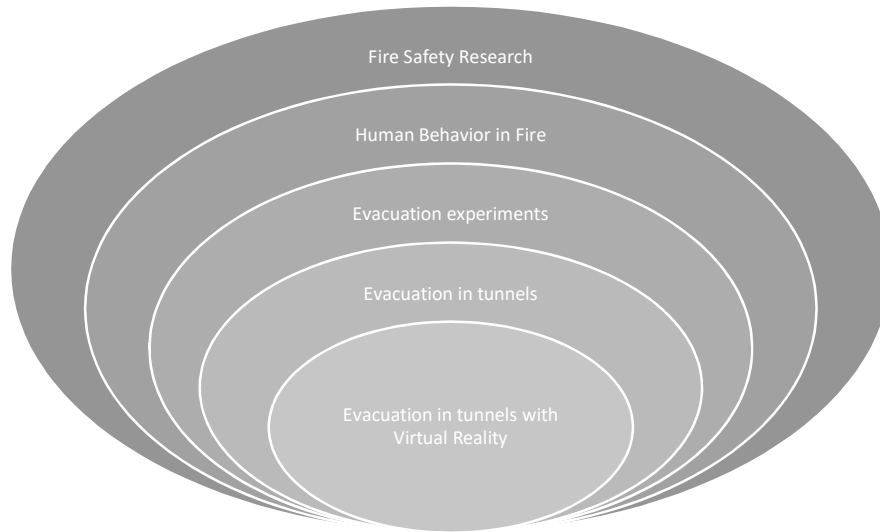 Fire Safety Research
Human Behavior in Fire
Evacuation experiments
Evacuation in tunnels
Evacuation in tunnels with
Virtual Reality